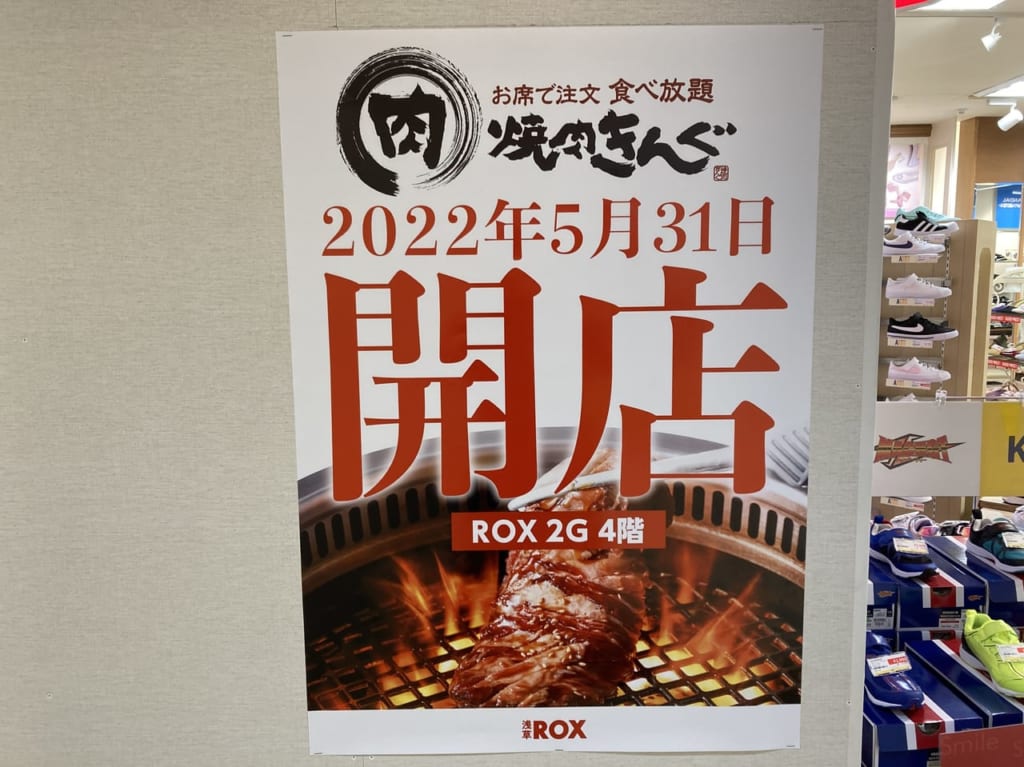 肉
お席で注文 食べ放題
焼肉きんぐ
2022年5月31日
開店
ROX 2G 4階
浅草ROX
K
Smile